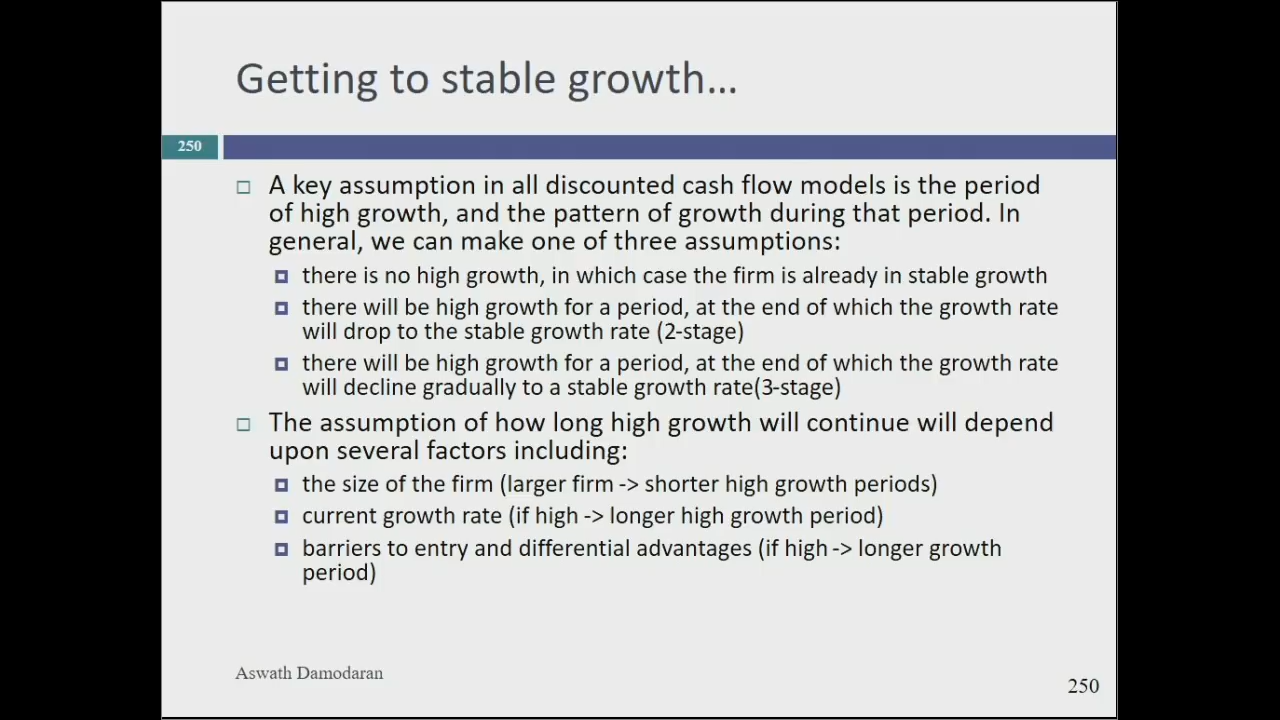 Getting to stable growth...
250
A key assumption in all discounted cash flow models is the period
of high growth, and the pattern of growth during that period. In
general, we can make one of three assumptions:
there is no high growth, in which case the firm is already in stable growth
there will be high growth for a period, at the end of which the growth rate
will drop to the stable growth rate (2-stage)
there will be high growth for a period, at the end of which the growth rate
will decline gradually to a stable growth rate(3-stage)
The assumption of how long high growth will continue will depend
upon several factors including:
the size of the firm (larger firm -> shorter high growth periods)
current growth rate (if high -> longer high growth period)
barriers to entry and differential advantages (if high -> longer growth
period)
Aswath Damodaran
250